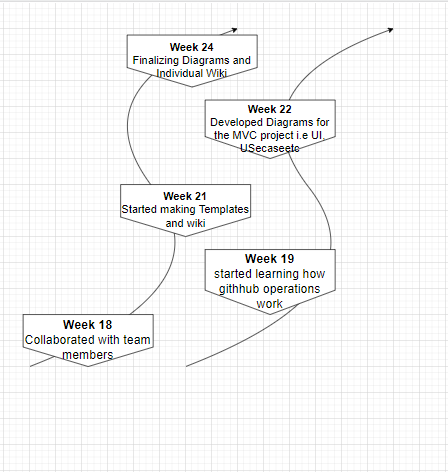 Week 24
Finalizing Diagrams and
Individual Wiki
Week 22
Developed Diagrams for
the MVC project i.e UI,
USecaseetc
Week 21
Started making Templates
and wiki
Week 19
started learning how
githhub operations
work
Week 18
Collaborated with team
members